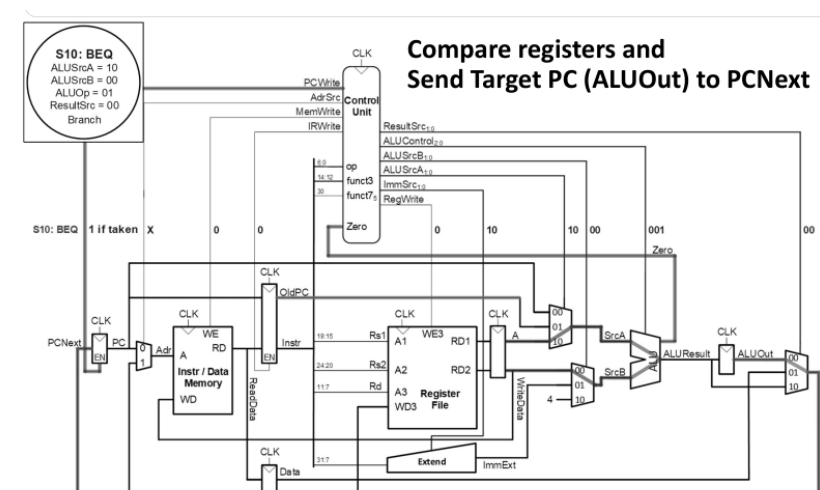 S10: BEQ
ALUSrcA = 10
ALUSrcB = 00
ALUOp = 01
ResultSrc = 00
Branch
Compare registers and
Send Target PC (ALUOut) to PCNext
CLK
PCWrite
AdrSrc
MemWrite
IRWrite
Control
Unit
ResultSrc1:0
ALUControl2:0
ALUSrcB1:0
ALUSrcA1:0
ImmSrc1:0
RegWrite
6:0
op
14:12
funct3
30
funct75
Zero
S10: BEQ 1 if taken X 0 0 0 10 10 00 001 00
Zero
CLK
OldPC
CLK
CLK
CLK
CLK
CLK
PCNext
PC
EN
0
1
Adr
WE
RD
A
Instr / Data
Memory
WD
EN
Instr
ReadData
19:15
Rs1
A1
WE3
RD1
24:20
Rs2
A2
RD2
11:7
Rd
A3
WD3
Register
File
A
WriteData
00
01
10
SrcA
00
01
10
4
SrcB
ALU
ALUResult
ALUOut
00
01
10
CLK
Data
31:7
Extend
ImmExt